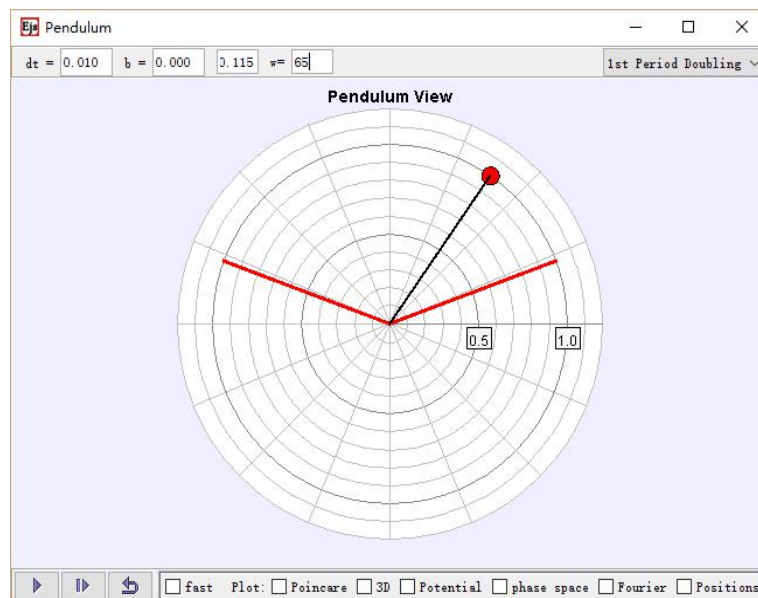 Ejs Pendulum
dt = 0.010 b = 0.000 0.115 w= 65 1st Period Doubling
Pendulum View
0.5 1.0
fast Plot: Poincare 3D Potential phase space Fourier Positions